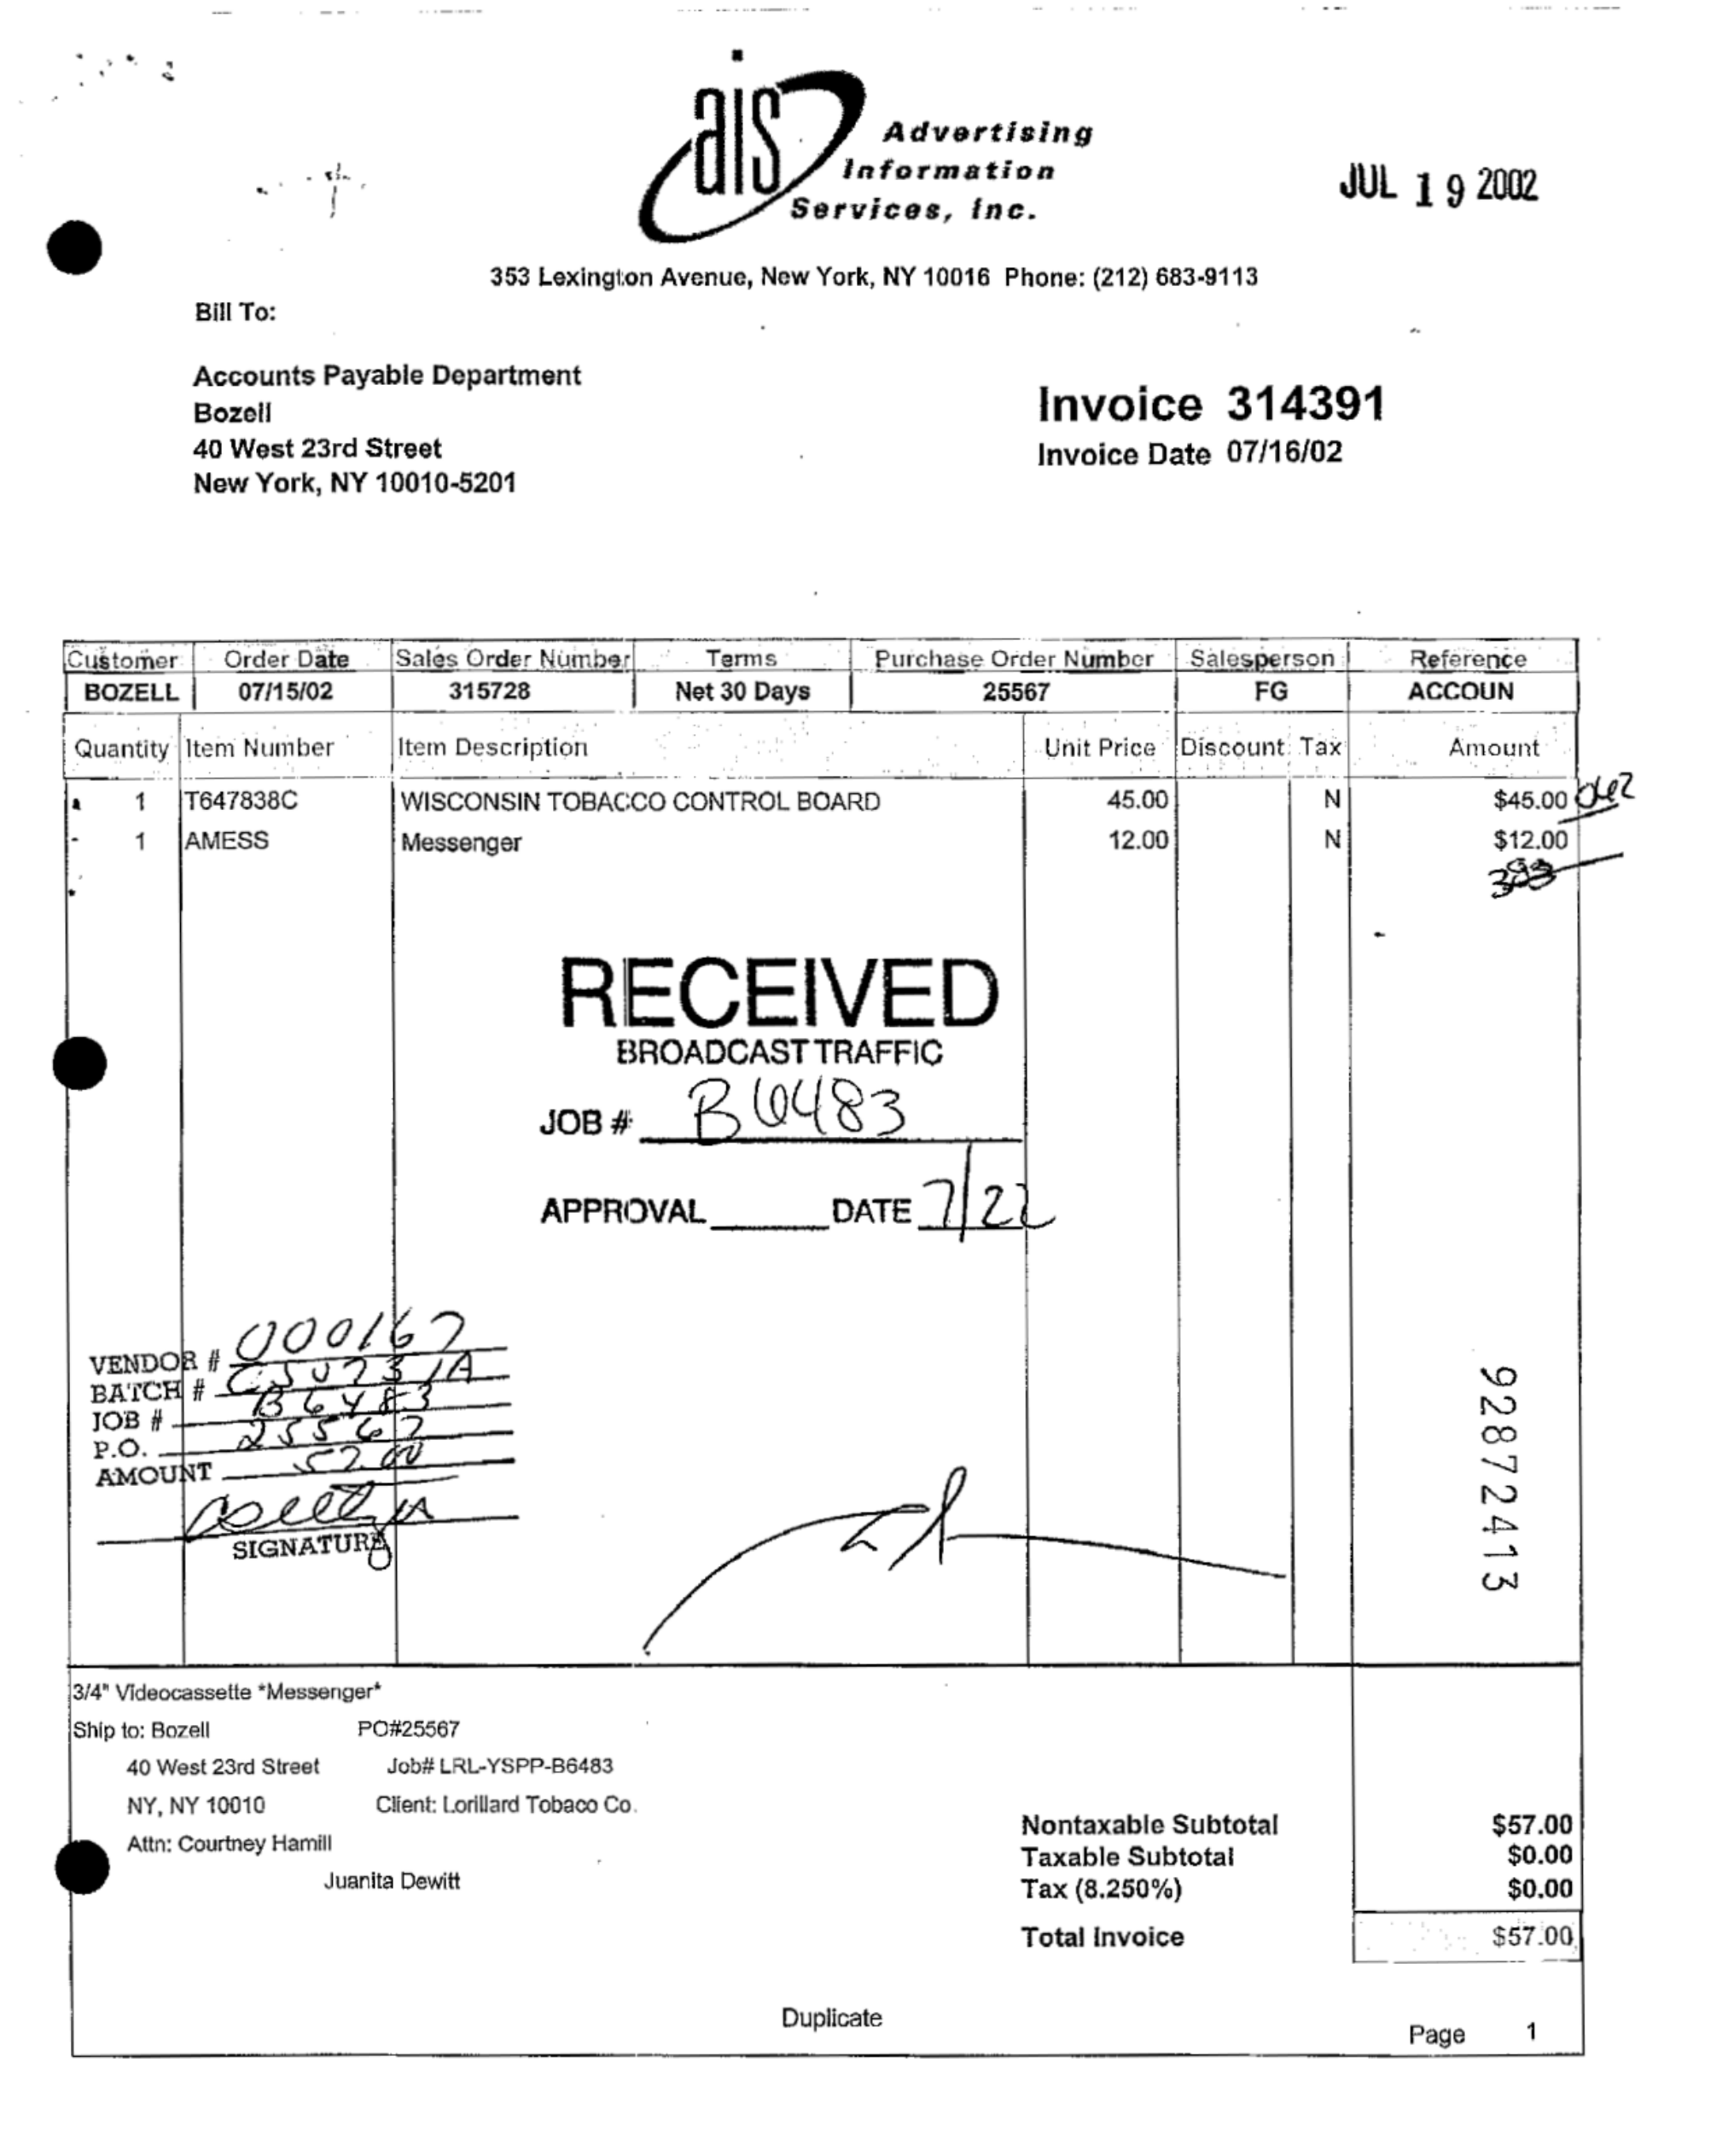 ais Advertising
Information
Services, Inc.
JUL 19 2002
353 Lexington Avenue, New York, NY 10016 Phone: (212) 683-9113
Bill To:
Accounts Payable Department
Bozell
40 West 23rd Street
New York, NY 10010-5201
Invoice 314391
Invoice Date 07/16/02
Customer Order Date Sales Order Number Terms Purchase Order Number Salesperson Reference
BOZELL 07/15/02 315728 Net 30 Days 25567 FG ACCOUN
Quantity Item Number Item Description Unit Price Discount Tax Amount
1 T647838C WISCONSIN TOBACCO CONTROL BOARD 45.00 N $45.00
1 AMESS Messenger 12.00 N $12.00
RECEIVED
BROADCAST TRAFFIC
JOB # B6483
APPROVAL DATE 7/22
VENDOR # 000167
BATCH #
JOB # B6483
P.O. 25567
AMOUNT 57.00
SIGNATURE
92872413
3/4" Videocassette *Messenger*
Ship to: Bozell PO#25567
40 West 23rd Street Job# LRL-YSPP-B6483
NY, NY 10010 Client: Lorillard Tobaco Co.
Attn: Courtney Hamill
Juanita Dewitt
Nontaxable Subtotal $57.00
Taxable Subtotal $0.00
Tax (8.250%) $0.00
Total Invoice $57.00
Duplicate
Page 1